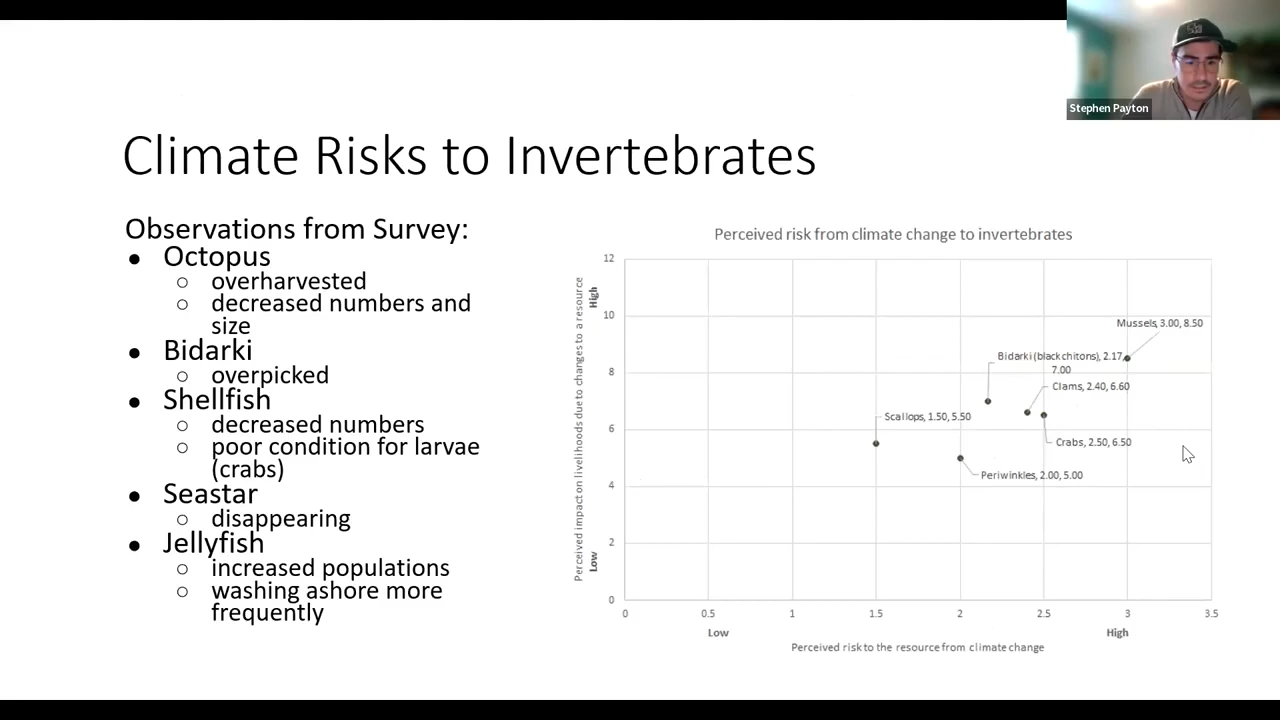 Stephen Payton
Climate Risks to Invertebrates
Observations from Survey:
● Octopus
○ overharvested
○ decreased numbers and
size
● Bidarki
○ overpicked
● Shellfish
○ decreased numbers
○ poor condition for larvae
(crabs)
● Seastar
○ disappearing
● Jellyfish
○ increased populations
○ washing ashore more
frequently
Perceived risk from climate change to invertebrates
Perceived impact on livelihoods due to changes to a resource
High
Low
12
10
8
6
4
2
0
Mussels, 3.00, 8.50
Bidarki (black chitons), 2.17,
7.00
Clams, 2.40, 6.60
Scallops, 1.50, 5.50
Crabs, 2.50, 6.50
Periwinkles, 2.00, 5.00
0 0.5 1 1.5 2 2.5 3 3.5
Low High
Perceived risk to the resource from climate change